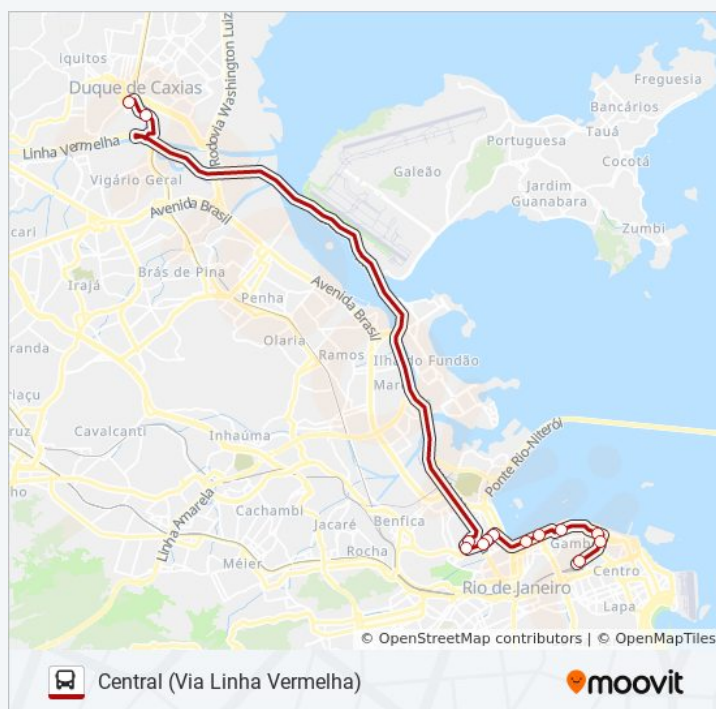 iquitos
Duque de Caxias
Rodovia Washington Luiz
Freguesia
Bancários
Tauá
Portuguesa
Cocotá
Linha Vermelha
Galeão
Vigário Geral
Jardim
Guanabara
Avenida Brasil
Zumbi
cari
Brás de Pina
Irajá
Penha
Avenida Brasil
Olaria
Ramos
randa
Ilha do Fundão
Mar
guaçu
Cavalcanti
Inhaúma
Ponte Rio-Niterói
ho
Linha Amarela
Cachambi
Jacaré
Benfica
Rocha
Gamb
Centro
Méier
Rio de Janeiro
Lapa
© OpenStreetMap contributors | © OpenMapTiles
Central (Via Linha Vermelha)
moovit